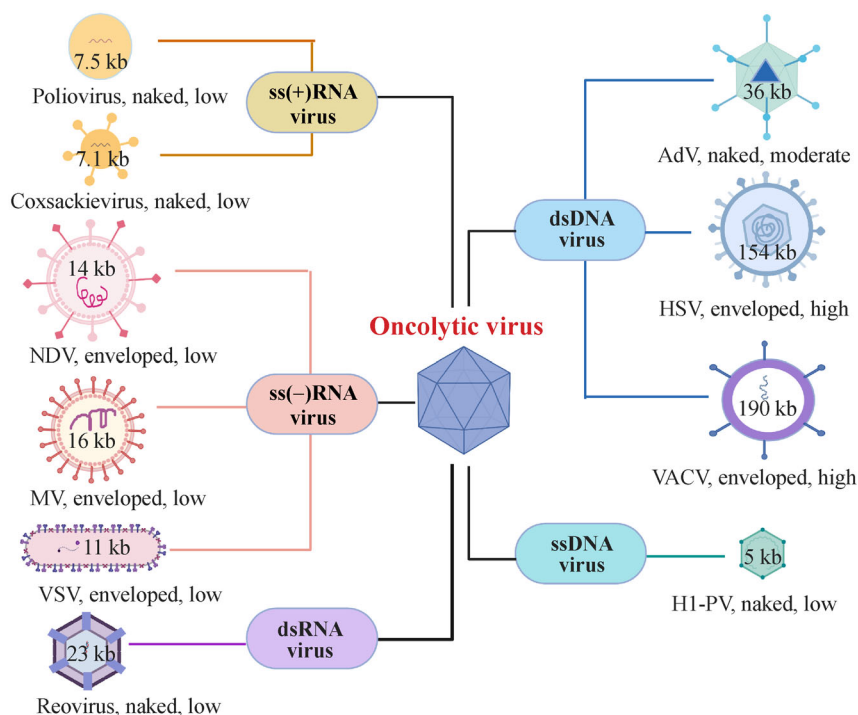 7.5 kb
Poliovirus, naked, low
ss(+)RNA
virus
7.1 kb
Coxsackievirus, naked, low
14 kb
NDV, enveloped, low
ss(−)RNA
virus
16 kb
MV, enveloped, low
11 kb
VSV, enveloped, low
dsRNA
virus
23 kb
Reovirus, naked, low
Oncolytic virus
36 kb
AdV, naked, moderate
dsDNA
virus
154 kb
HSV, enveloped, high
190 kb
VACV, enveloped, high
ssDNA
virus
5 kb
H1-PV, naked, low